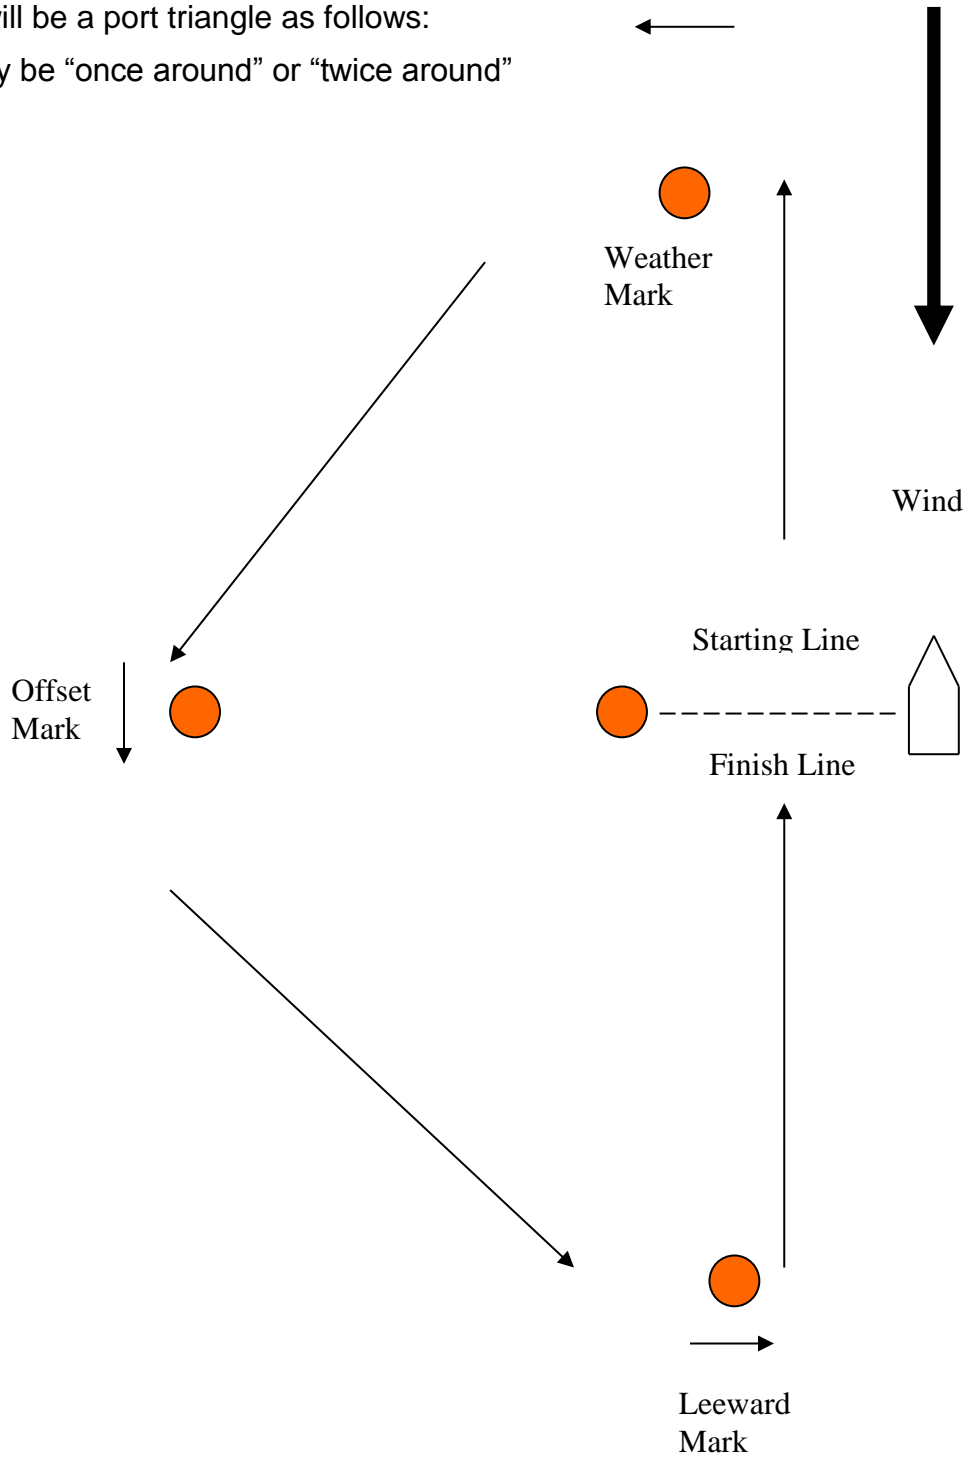 will be a port triangle as follows:
y be “once around” or “twice around”
Weather
Mark
Wind
Starting Line
Offset
Mark
Finish Line
Leeward
Mark